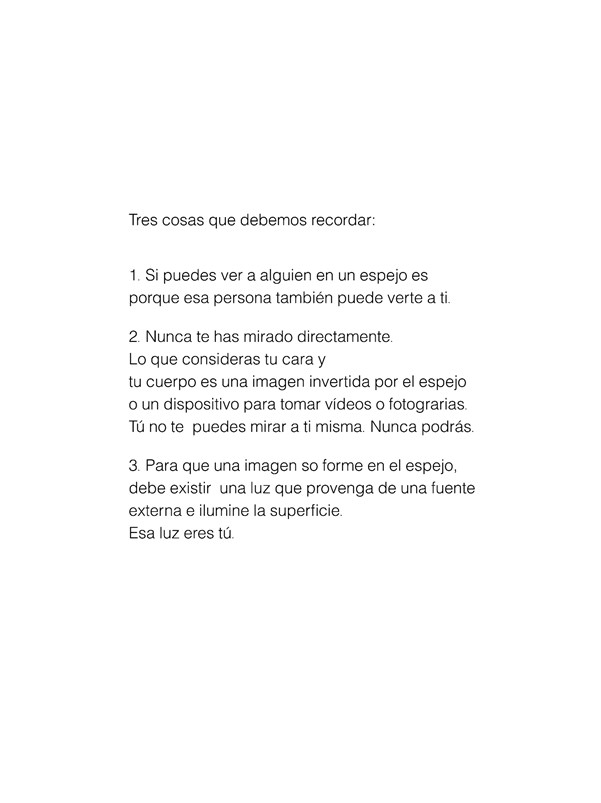 Tres cosas que debemos recordar:
1. Si puedes ver a alguien en un espejo es
porque esa persona también puede verte a ti.
2. Nunca te has mirado directamente.
Lo que consideras tu cara y
tu cuerpo es una imagen invertida por el espejo
o un dispositivo para tomar vídeos o fotograrias.
Tú no te  puedes mirar a ti misma. Nunca podrás.
3. Para que una imagen so forme en el espejo,
debe existir  una luz que provenga de una fuente
externa e ilumine la superficie.
Esa luz eres tú.